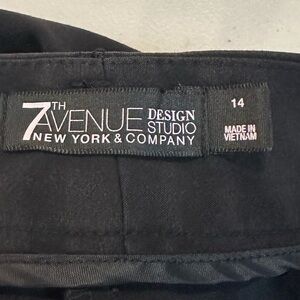 7TH AVENUE DESIGN STUDIO
NEW YORK & COMPANY
14
MADE IN
VIETNAM